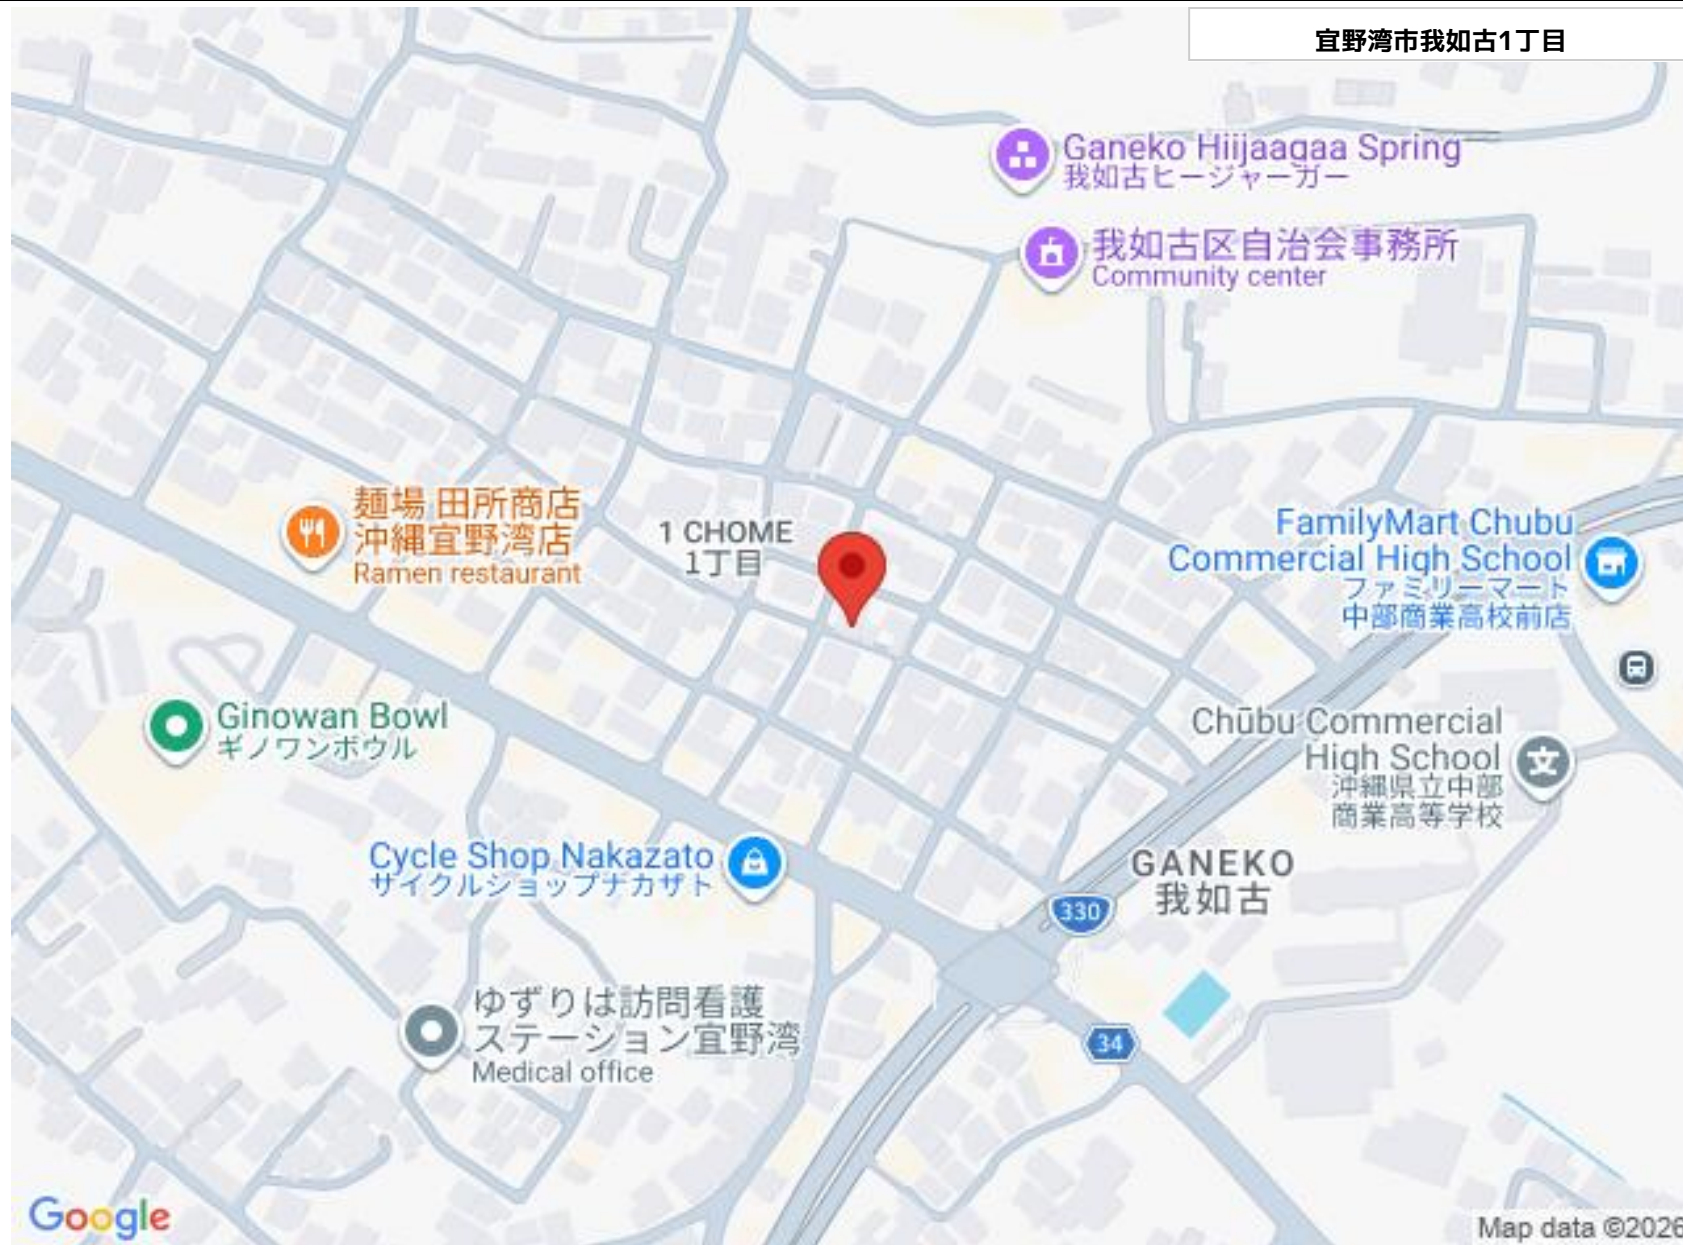 宜野湾市我如古1丁目
Ganeko Hiijaagaa Spring
我如古ヒージャーガー
我如古区自治会事務所
Community center
麺場 田所商店
沖縄宜野湾店
Ramen restaurant
1 CHOME
1丁目
FamilyMart Chubu
Commercial High School
ファミリーマート
中部商業高校前店
Ginowan Bowl
ギノワンボウル
Chūbu Commercial
High School
沖縄県立中部
商業高等学校
Cycle Shop Nakazato
サイクルショップナカザト
GANEKO
我如古
330
ゆずりは訪問看護
ステーション宜野湾
Medical office
34
Google
Map data ©2026